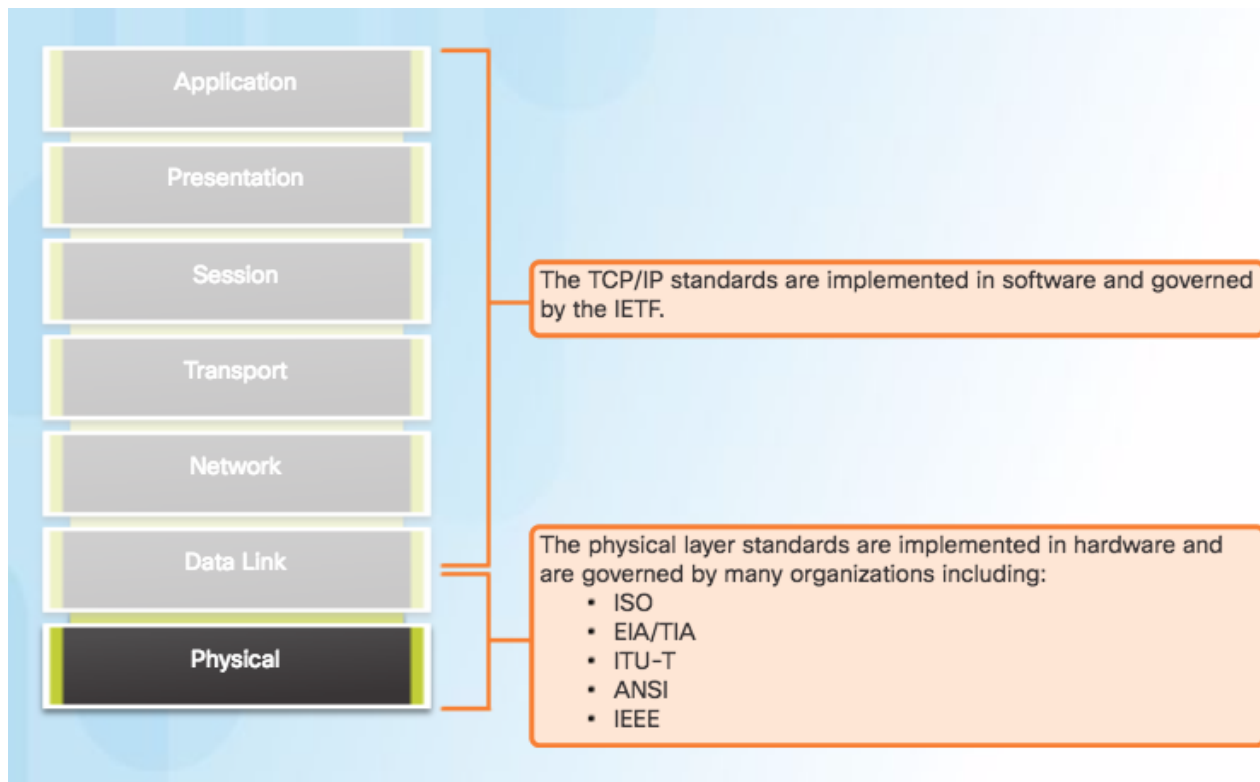 Application
Presentation
Session
Transport
Network
Data Link
Physical
The TCP/IP standards are implemented in software and governed
by the IETF.
The physical layer standards are implemented in hardware and
are governed by many organizations including:
• ISO
• EIA/TIA
• ITU-T
• ANSI
• IEEE